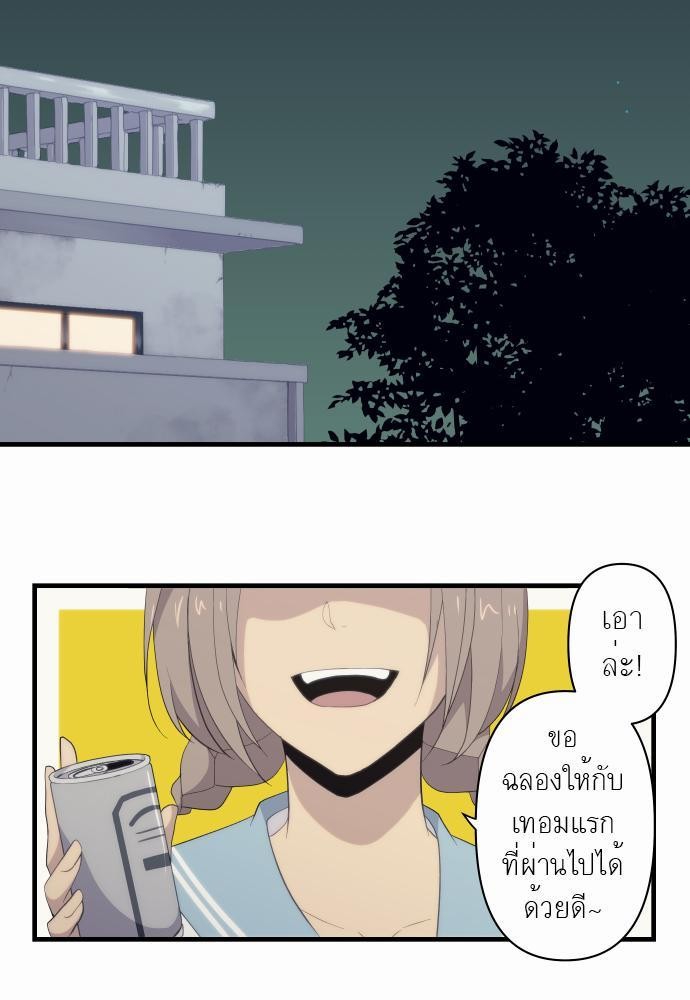 เอา
ล่ะ!
ขอ
ฉลองให้กับ
เทอมแรก
ที่ผ่านไปได้
ด้วยดี~